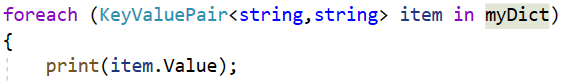 foreach (KeyValuePair<string,string> item in myDict)
{
    print(item.Value);